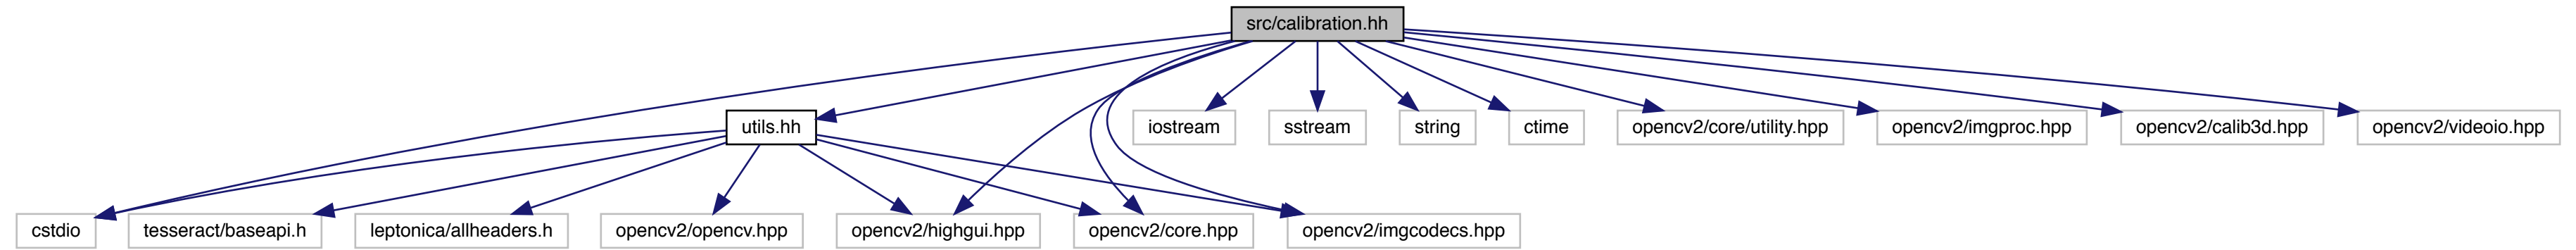 src/calibration.hh
utils.hh
iostream
sstream
string
ctime
opencv2/core/utility.hpp
opencv2/imgproc.hpp
opencv2/calib3d.hpp
opencv2/videoio.hpp
cstdio
tesseract/baseapi.h
leptonica/allheaders.h
opencv2/opencv.hpp
opencv2/highgui.hpp
opencv2/core.hpp
opencv2/imgcodecs.hpp